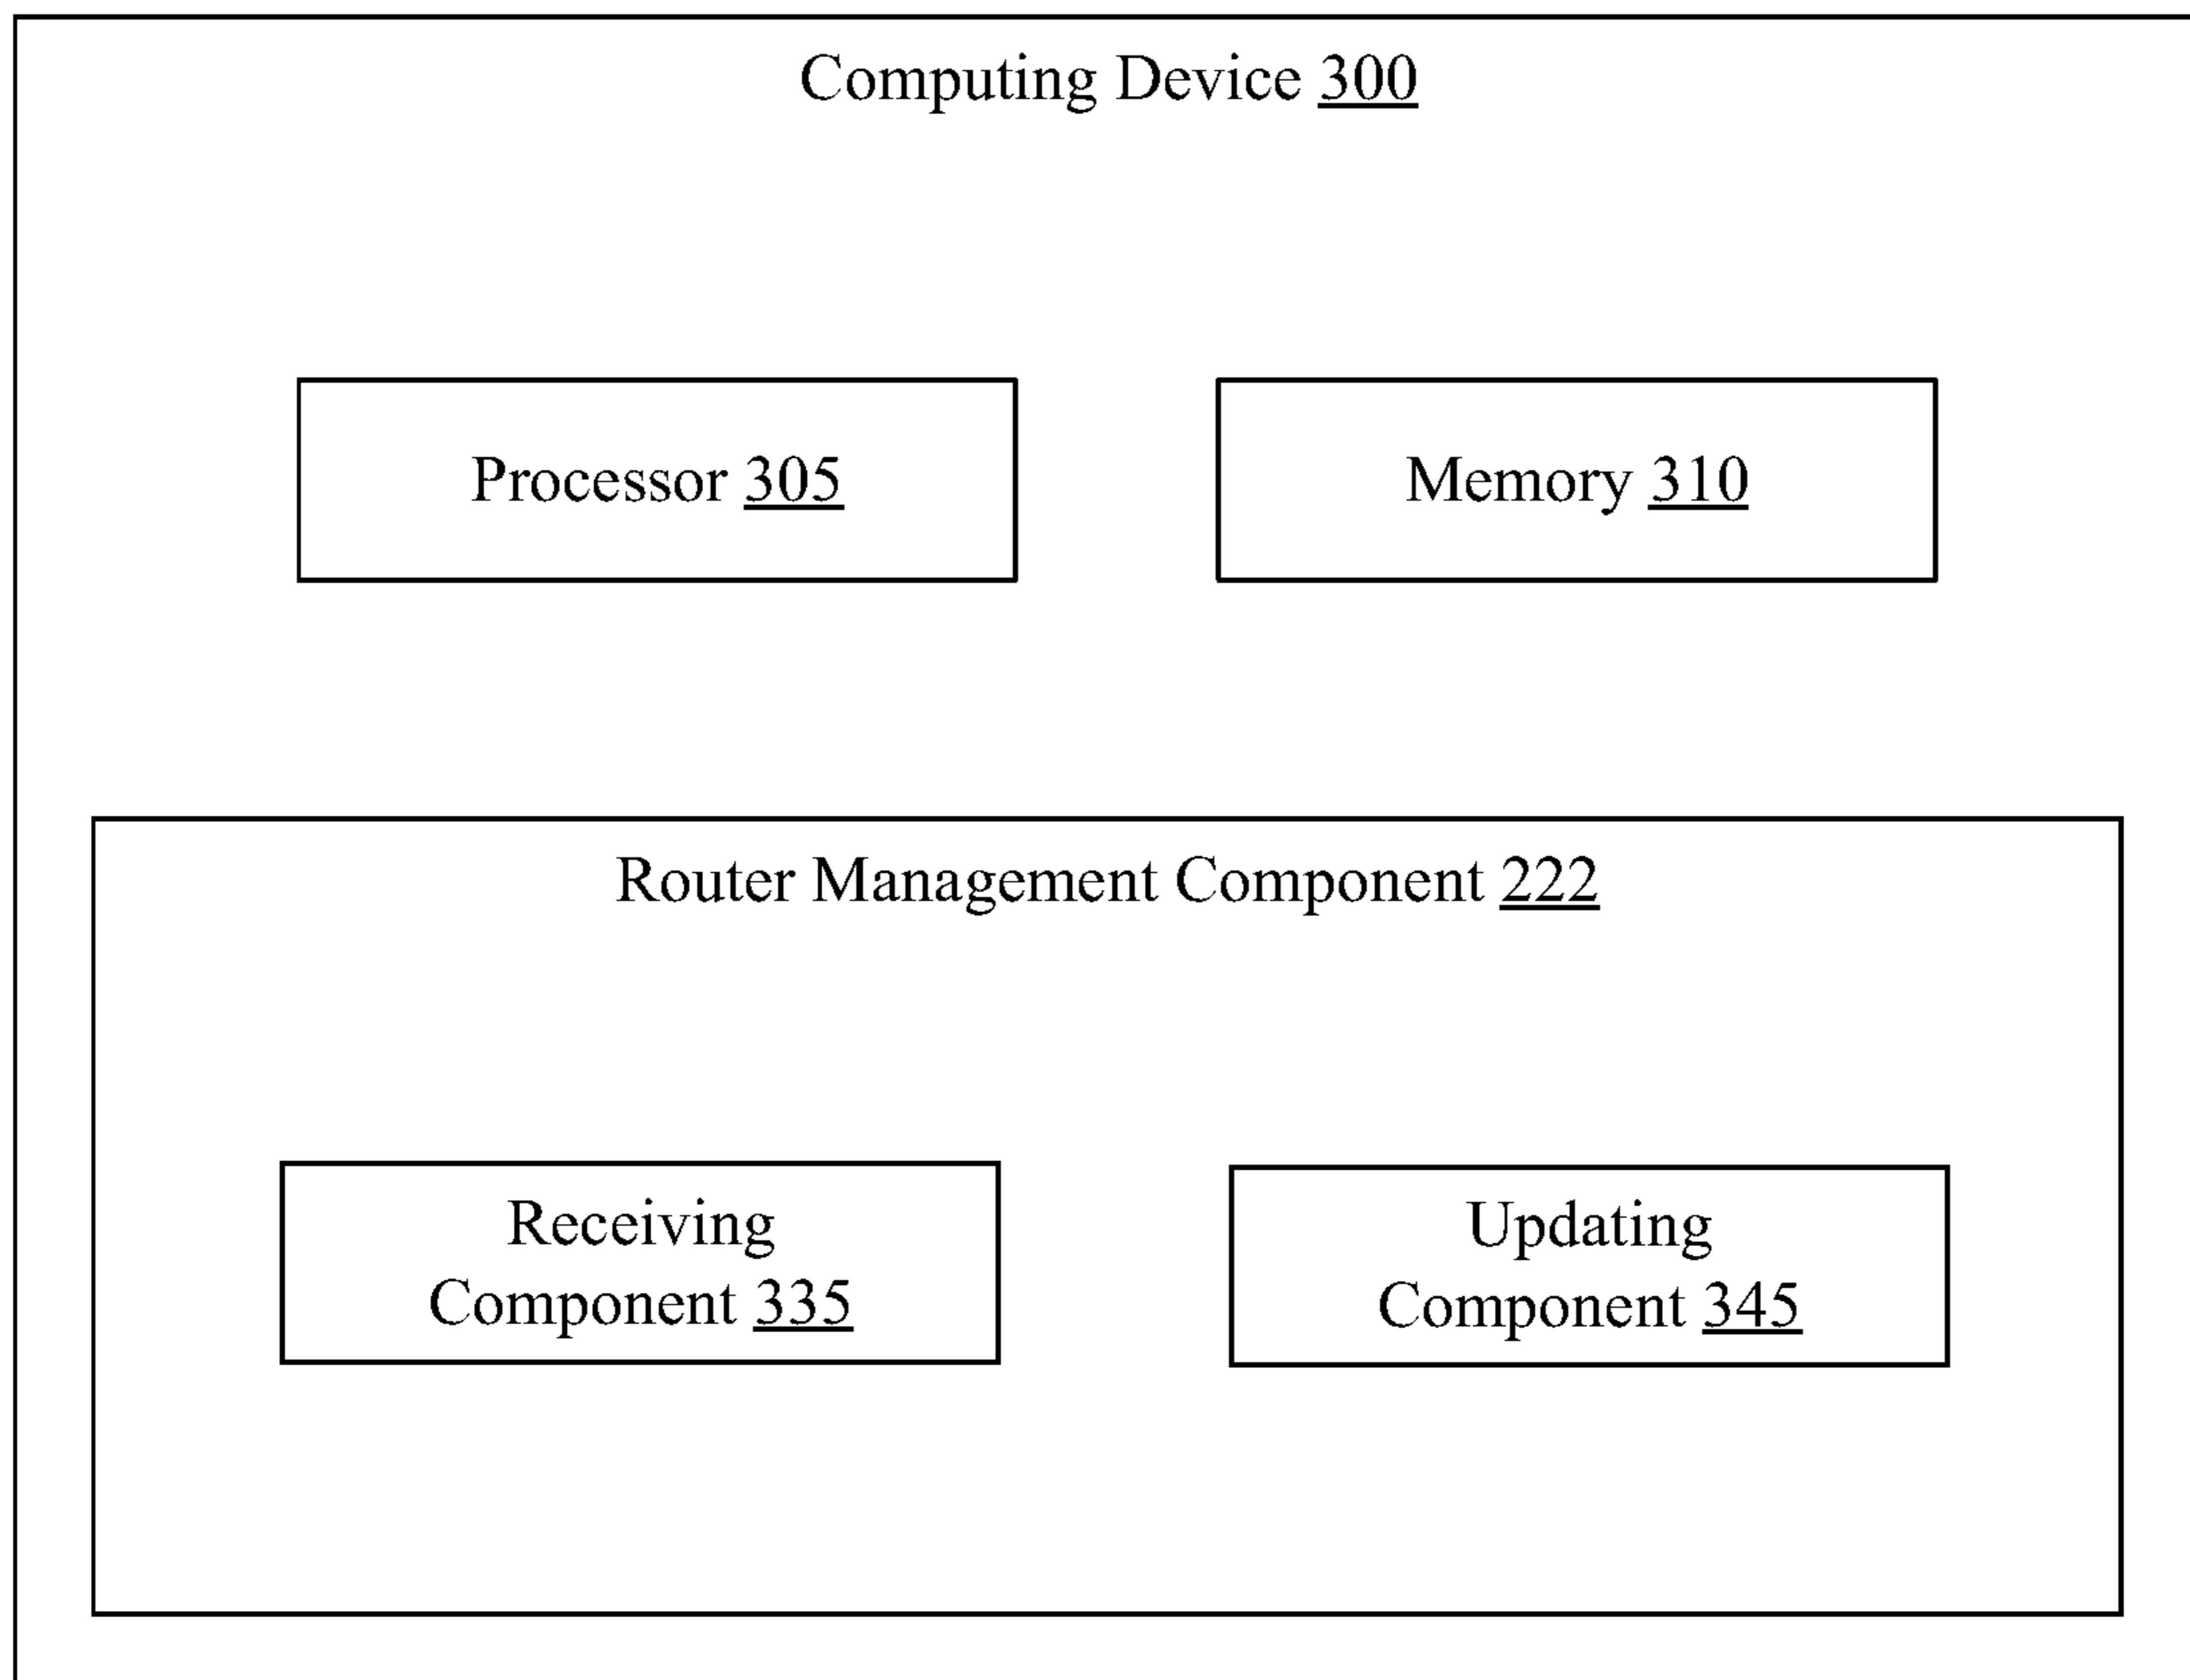 Computing Device 300
Processor 305
Memory 310
Router Management Component 222
Receiving
Component 335
Updating
Component 345